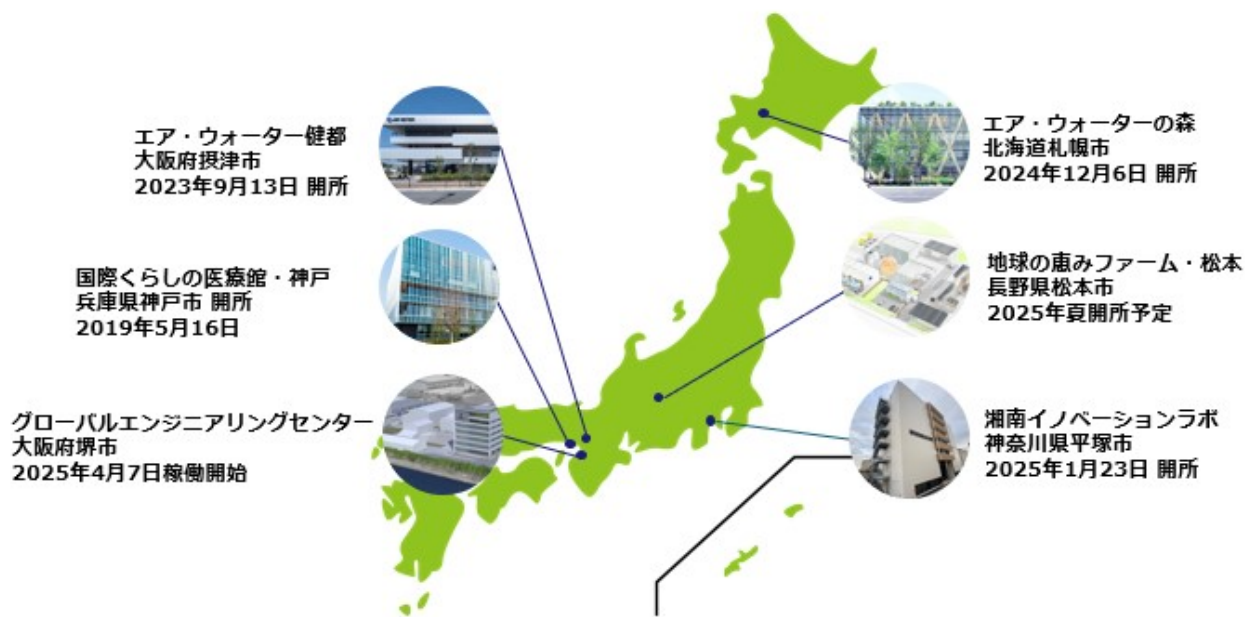 エア・ウォーター健都
大阪府摂津市
2023年9月13日 開所
国際くらしの医療館・神戸
兵庫県神戸市 開所
2019年5月16日
グローバルエンジニアリングセンター
大阪府堺市
2025年4月7日稼働開始
エア・ウォーターの森
北海道札幌市
2024年12月6日 開所
地球の恵みファーム・松本
長野県松本市
2025年夏開所予定
湘南イノベーションラボ
神奈川県平塚市
2025年1月23日 開所